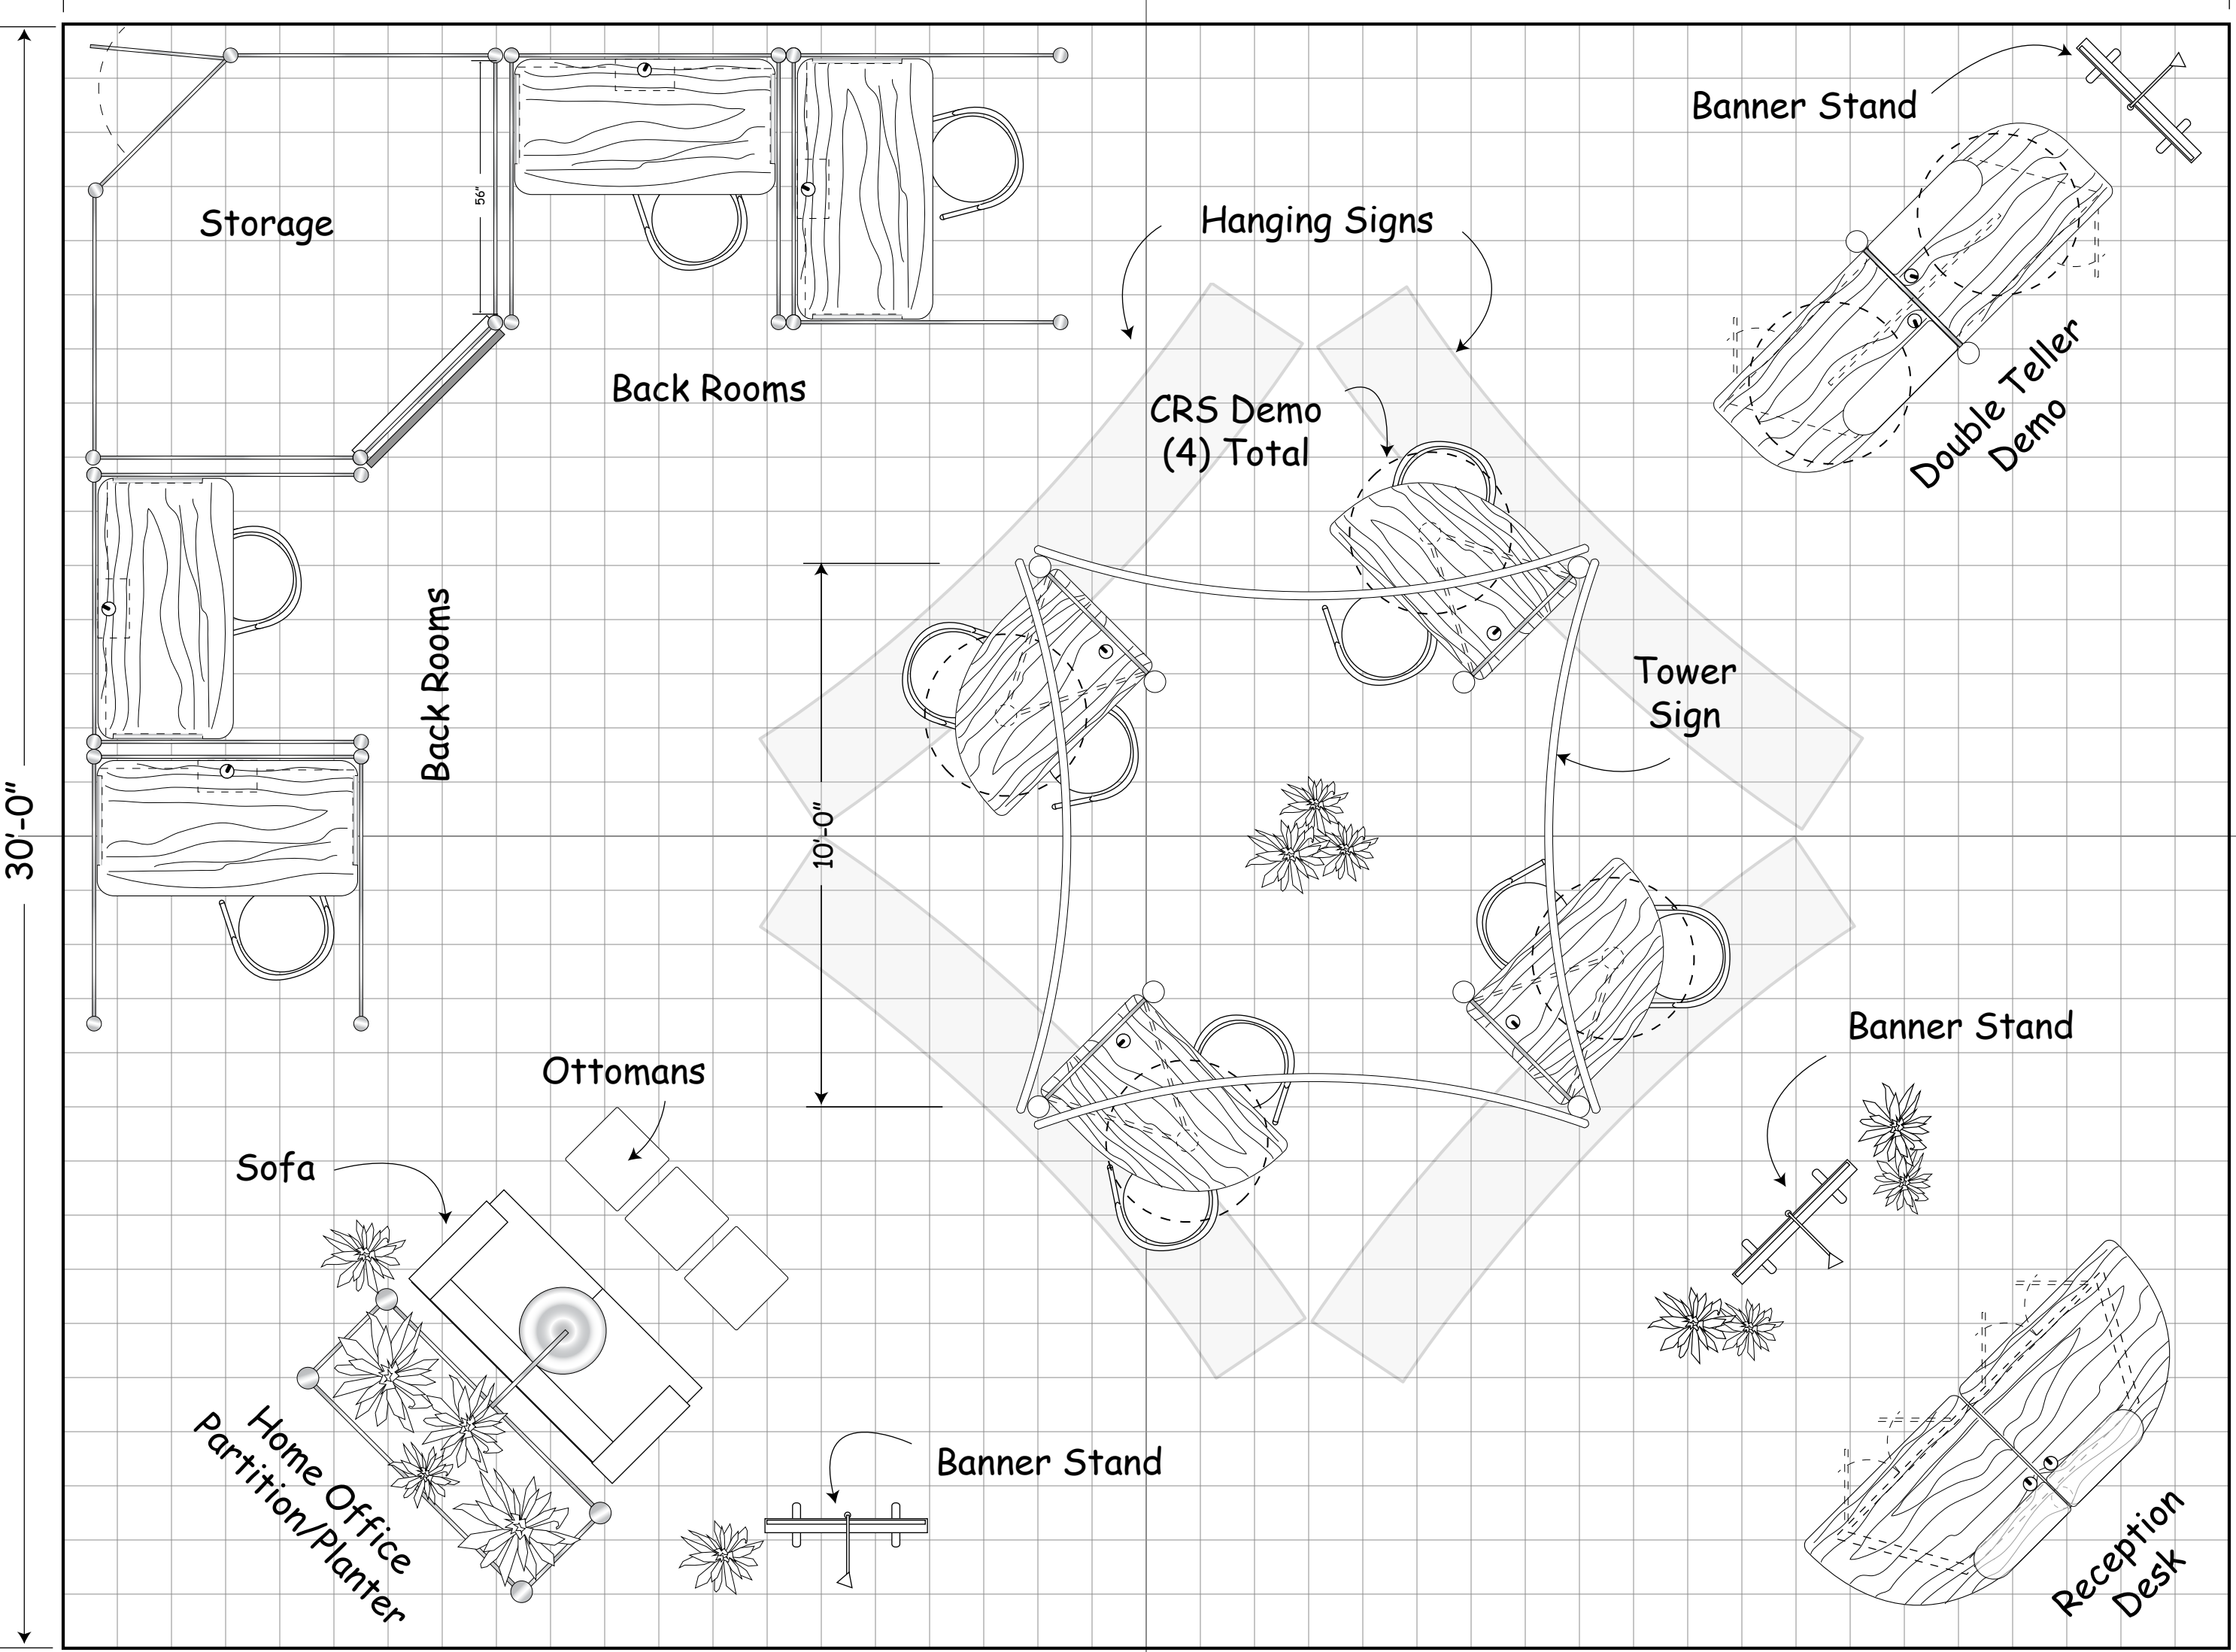 Banner Stand
56"
Storage
Hanging Signs
Back Rooms
CRS Demo
(4) Total
Double Teller
Demo
Back Rooms
Tower
Sign
30'-0"
10'-0"
Banner Stand
Ottomans
Sofa
Home Office
Partition/Planter
Banner Stand
Reception
Desk